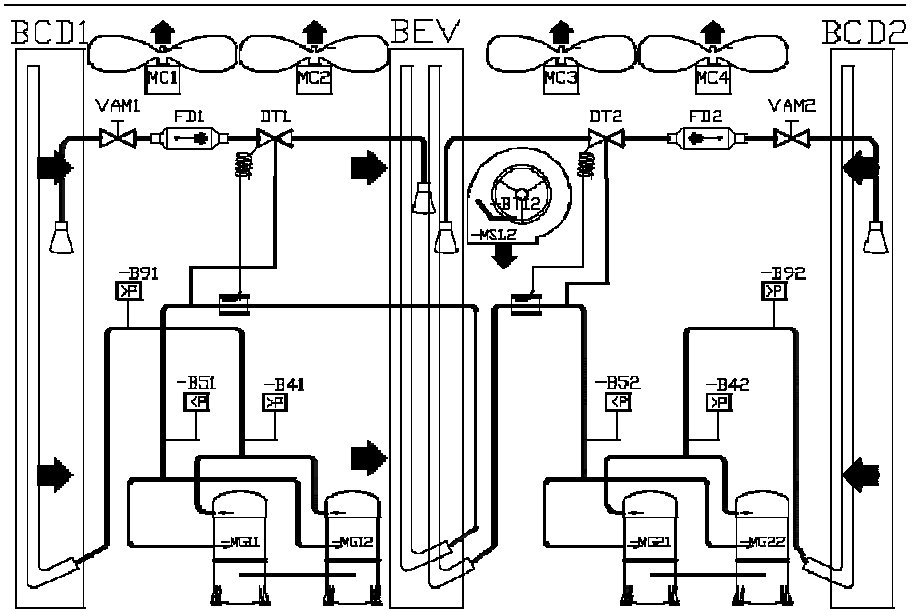 BCD1
BEV
BCD2
MC1
MC2
MC3
MC4
VAM1
FD1
DT1
DT2
FD2
VAM2
-BT12
-MSL2
-B91
>P
-B92
>P
-B51
<P
-B41
>P
-B52
<P
-B42
>P
-MG11
-MG12
-MG21
-MG22